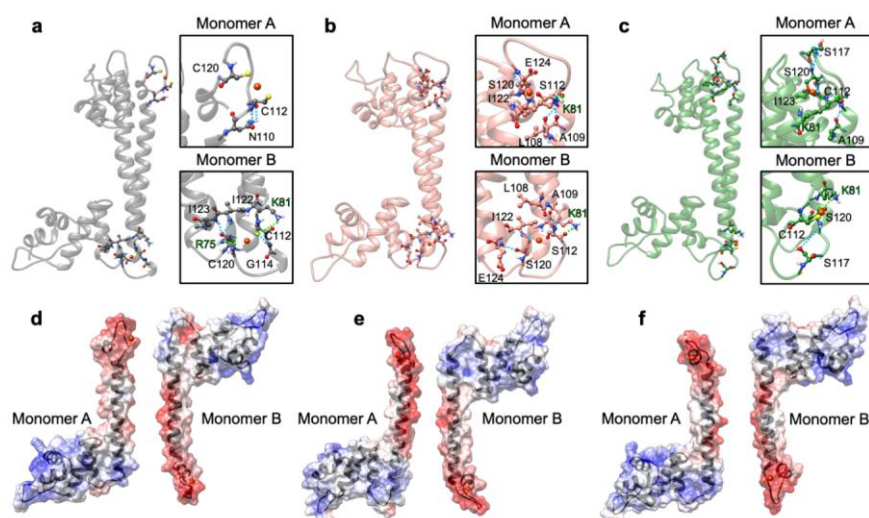 Monomer A
a
C120
C112
N110
Monomer B
I122
I123
K81
R75
C112
C120
G114
Monomer A
b
E124
S120
S112
I122
K81
L108
A109
Monomer B
L108
A109
I122
K81
E124
S120
S112
Monomer A
c
S117
S120
C112
I123
K81
A109
Monomer B
K81
S120
C112
S117
d
Monomer A
Monomer B
e
Monomer A
Monomer B
f
Monomer A
Monomer B